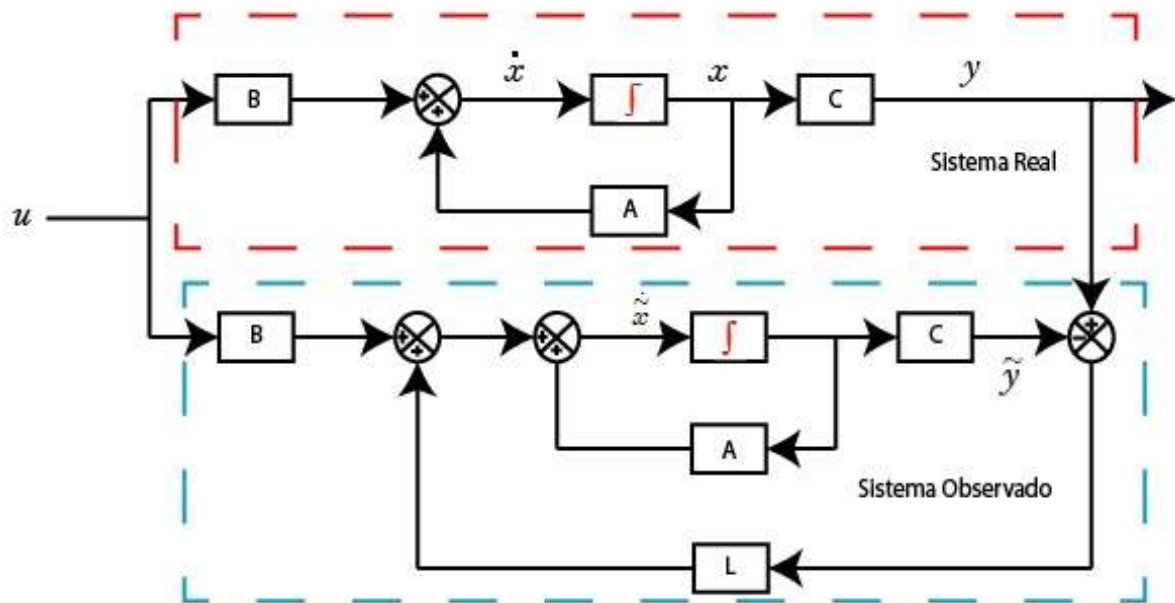 ẋ
x
y
B
∫
C
+
+
Sistema Real
A
u
B
+
+
+
+
x̃̇
∫
C
+
−
ỹ
A
Sistema Observado
L